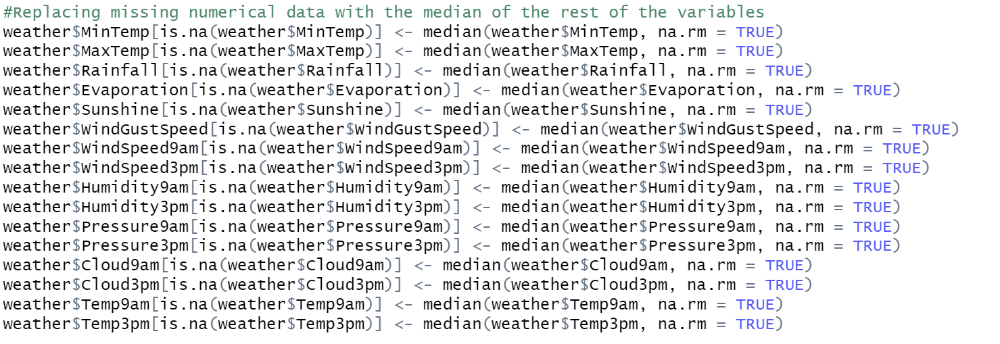 #Replacing missing numerical data with the median of the rest of the variables
weather$MinTemp[is.na(weather$MinTemp)] <- median(weather$MinTemp, na.rm = TRUE)
weather$MaxTemp[is.na(weather$MaxTemp)] <- median(weather$MaxTemp, na.rm = TRUE)
weather$Rainfall[is.na(weather$Rainfall)] <- median(weather$Rainfall, na.rm = TRUE)
weather$Evaporation[is.na(weather$Evaporation)] <- median(weather$Evaporation, na.rm = TRUE)
weather$Sunshine[is.na(weather$Sunshine)] <- median(weather$Sunshine, na.rm = TRUE)
weather$WindGustSpeed[is.na(weather$WindGustSpeed)] <- median(weather$WindGustSpeed, na.rm = TRUE)
weather$WindSpeed9am[is.na(weather$WindSpeed9am)] <- median(weather$WindSpeed9am, na.rm = TRUE)
weather$WindSpeed3pm[is.na(weather$WindSpeed3pm)] <- median(weather$WindSpeed3pm, na.rm = TRUE)
weather$Humidity9am[is.na(weather$Humidity9am)] <- median(weather$Humidity9am, na.rm = TRUE)
weather$Humidity3pm[is.na(weather$Humidity3pm)] <- median(weather$Humidity3pm, na.rm = TRUE)
weather$Pressure9am[is.na(weather$Pressure9am)] <- median(weather$Pressure9am, na.rm = TRUE)
weather$Pressure3pm[is.na(weather$Pressure3pm)] <- median(weather$Pressure3pm, na.rm = TRUE)
weather$Cloud9am[is.na(weather$Cloud9am)] <- median(weather$Cloud9am, na.rm = TRUE)
weather$Cloud3pm[is.na(weather$Cloud3pm)] <- median(weather$Cloud3pm, na.rm = TRUE)
weather$Temp9am[is.na(weather$Temp9am)] <- median(weather$Temp9am, na.rm = TRUE)
weather$Temp3pm[is.na(weather$Temp3pm)] <- median(weather$Temp3pm, na.rm = TRUE)